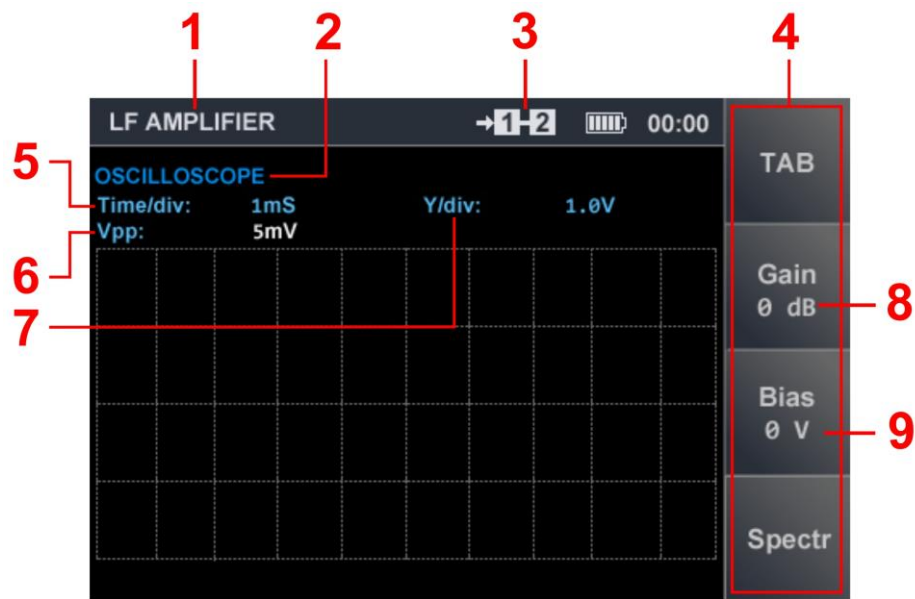 1 2 3 4
LF AMPLIFIER →1-2 00:00
TAB
5 OSCILLOSCOPE
Time/div: 1mS Y/div: 1.0V
Vpp: 5mV
6
7
Gain
0 dB 8
Bias
0 V 9
Spectr